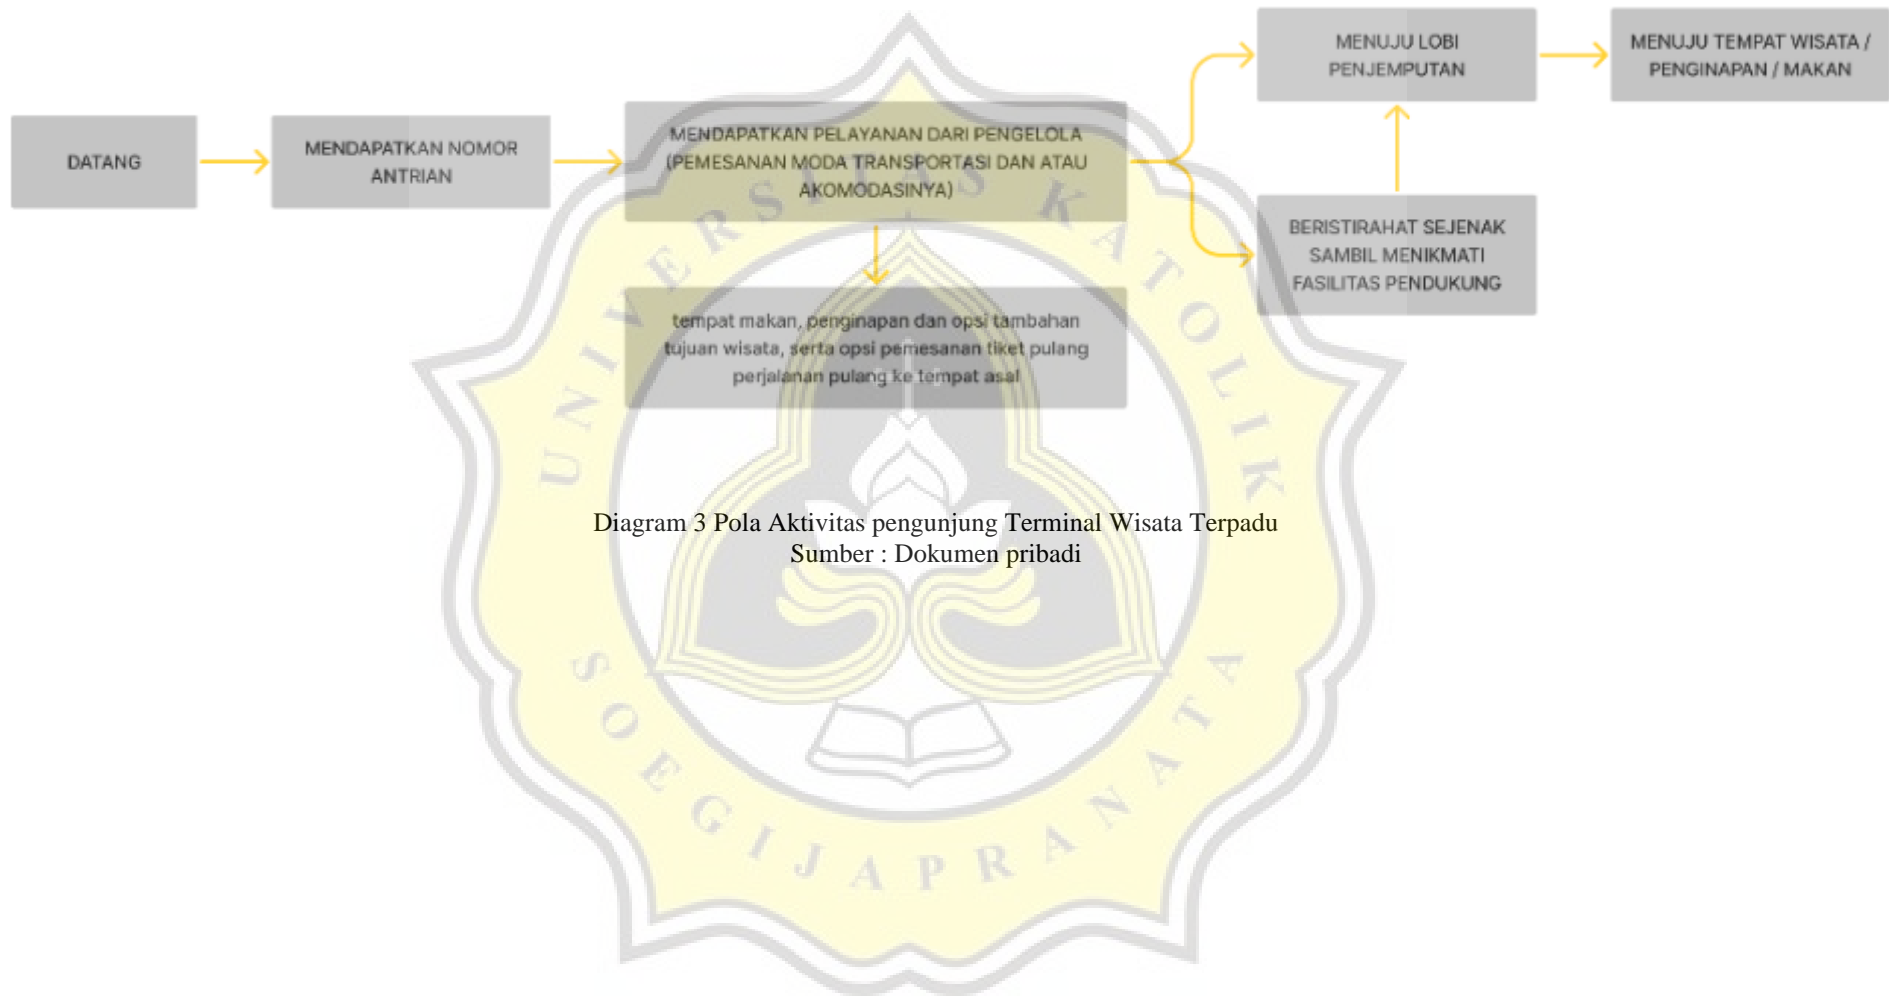 DATANG
MENDAPATKAN NOMOR
ANTRIAN
MENDAPATKAN PELAYANAN DARI PENGELOLA
(PEMESANAN MODA TRANSPORTASI DAN ATAU
AKOMODASINYA)
tempat makan, penginapan dan opsi tambahan
tujuan wisata, serta opsi pemesanan tiket pulang
perjalanan pulang ke tempat asal
MENUJU LOBI
PENJEMPUTAN
BERISTIRAHAT SEJENAK
SAMBIL MENIKMATI
FASILITAS PENDUKUNG
MENUJU TEMPAT WISATA /
PENGINAPAN / MAKAN
Diagram 3 Pola Aktivitas pengunjung Terminal Wisata Terpadu
Sumber : Dokumen pribadi
UNIVERSITAS KATOLIK
SOEGIJAPRANATA